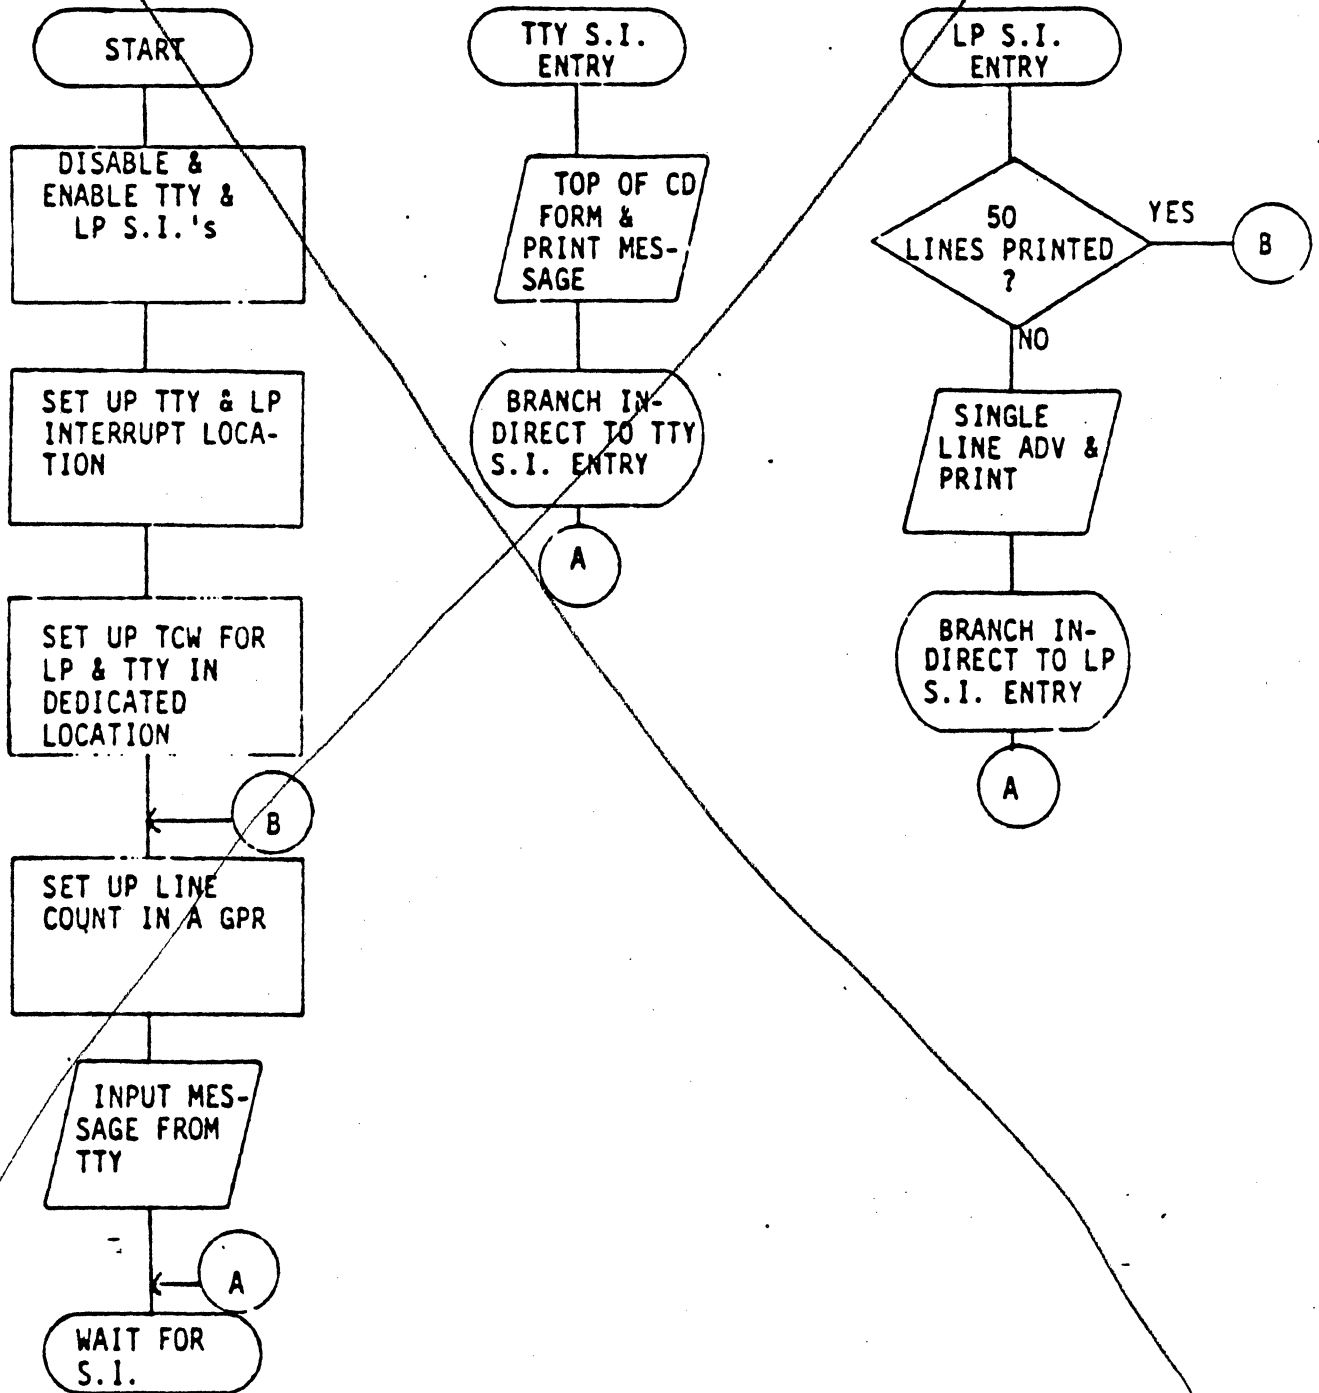 START
DISABLE &
ENABLE TTY &
LP S.I.'s
SET UP TTY & LP
INTERRUPT LOCA-
TION
SET UP TCW FOR
LP & TTY IN
DEDICATED
LOCATION
B
SET UP LINE
COUNT IN A GPR
INPUT MES-
SAGE FROM
TTY
A
WAIT FOR
S.I.
TTY S.I.
ENTRY
TOP OF CD
FORM &
PRINT MES-
SAGE
BRANCH IN-
DIRECT TO TTY
S.I. ENTRY
A
LP S.I.
ENTRY
50
LINES PRINTED
?
YES
B
NO
SINGLE
LINE ADV &
PRINT
BRANCH IN-
DIRECT TO LP
S.I. ENTRY
A